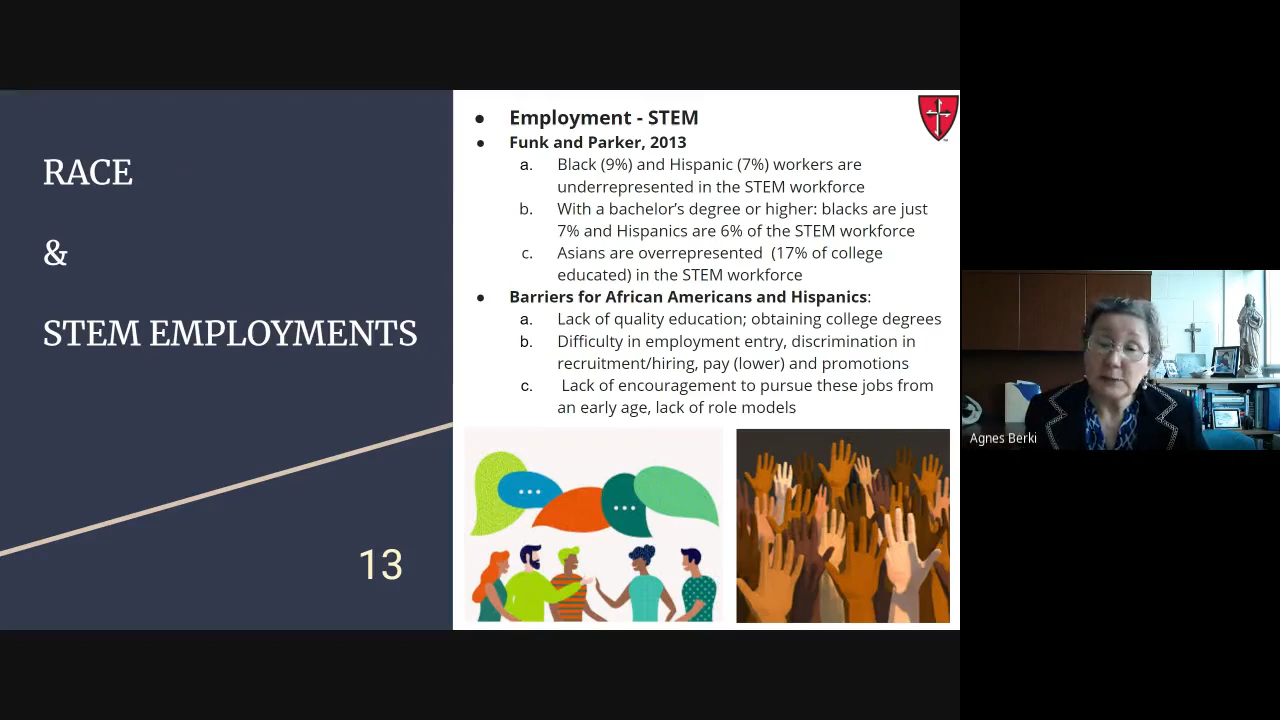 RACE
&
STEM EMPLOYMENTS
13
● Employment - STEM
● Funk and Parker, 2013
a. Black (9%) and Hispanic (7%) workers are
underrepresented in the STEM workforce
b. With a bachelor’s degree or higher: blacks are just
7% and Hispanics are 6% of the STEM workforce
c. Asians are overrepresented (17% of college
educated) in the STEM workforce
● Barriers for African Americans and Hispanics:
a. Lack of quality education; obtaining college degrees
b. Difficulty in employment entry, discrimination in
recruitment/hiring, pay (lower) and promotions
c. Lack of encouragement to pursue these jobs from
an early age, lack of role models
Agnes Berki